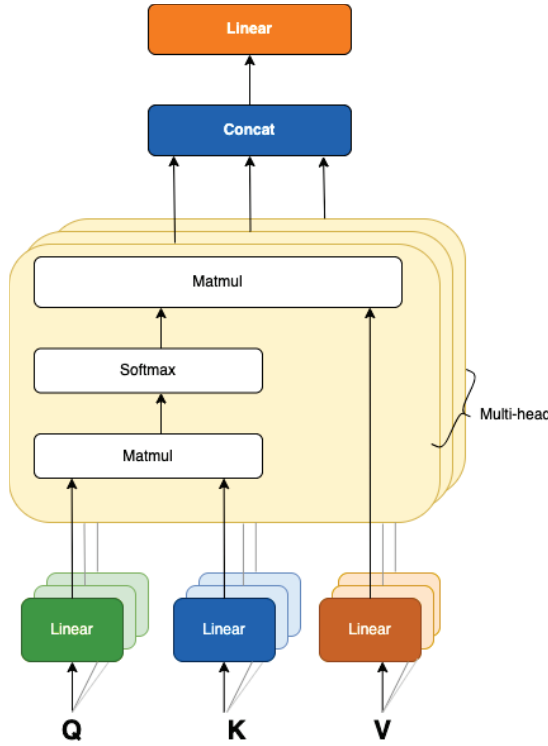 Linear
Concat
Matmul
Softmax
Multi-head
Matmul
Linear
Linear
Linear
Q
K
V